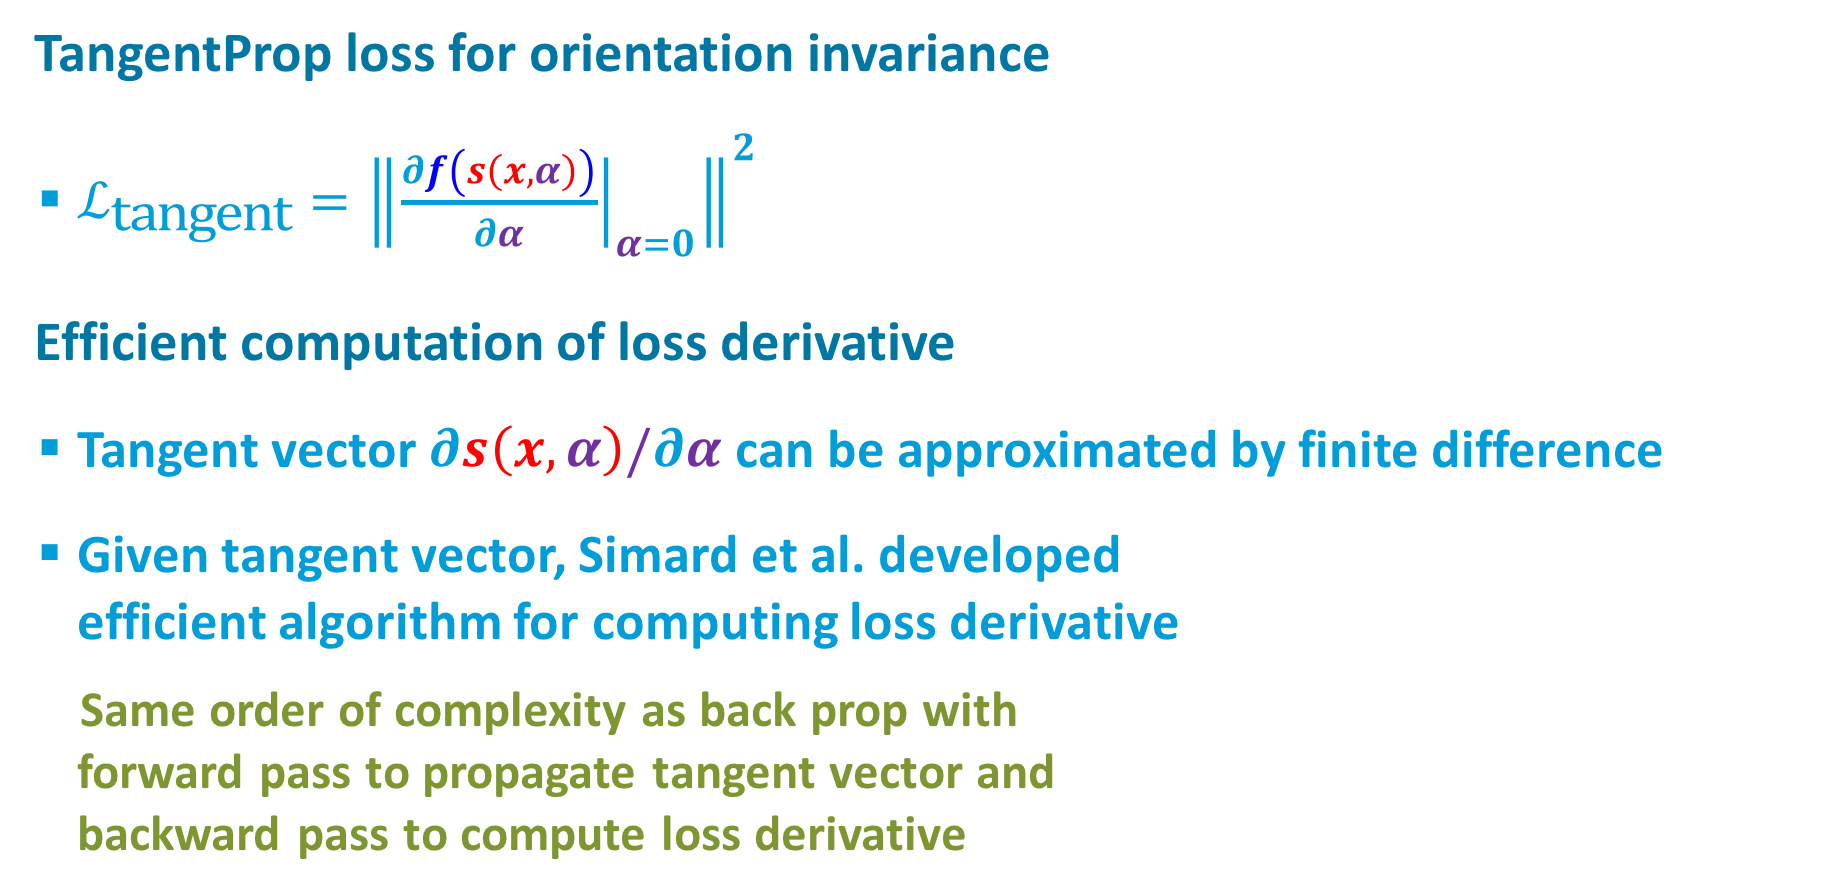 TangentProp loss for orientation invariance
▪ ℒ_tangent = ‖ ∂f(s(x,α))/∂α |_α=0 ‖²
Efficient computation of loss derivative
▪ Tangent vector ∂s(x, α)/∂α can be approximated by finite difference
▪ Given tangent vector, Simard et al. developed
efficient algorithm for computing loss derivative
Same order of complexity as back prop with
forward pass to propagate tangent vector and
backward pass to compute loss derivative